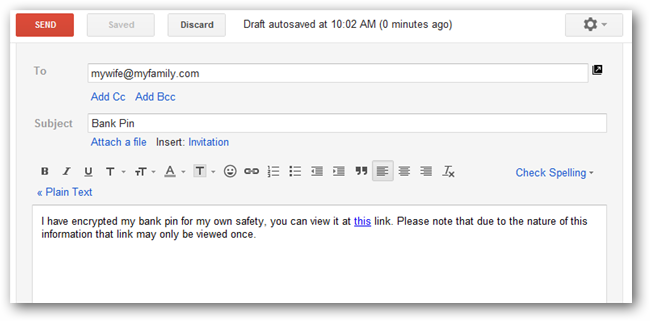 SEND Saved Discard Draft autosaved at 10:02 AM (0 minutes ago)
To mywife@myfamily.com
Add Cc Add Bcc
Subject Bank Pin
Attach a file Insert: Invitation
B I U T T A T Check Spelling
« Plain Text
I have encrypted my bank pin for my own safety, you can view it at this link. Please note that due to the nature of this
information that link may only be viewed once.